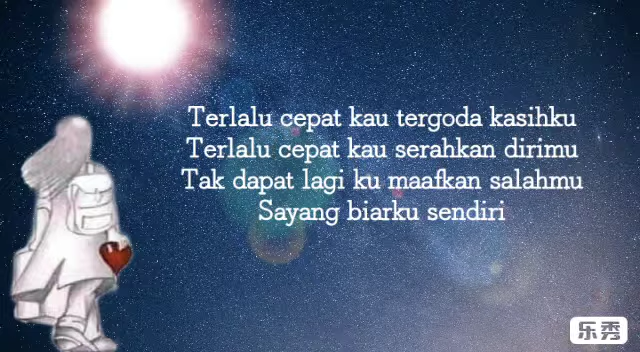 Terlalu cepat kau tergoda kasihku
Terlalu cepat kau serahkan dirimu
Tak dapat lagi ku maafkan salahmu
Sayang biarku sendiri
乐秀